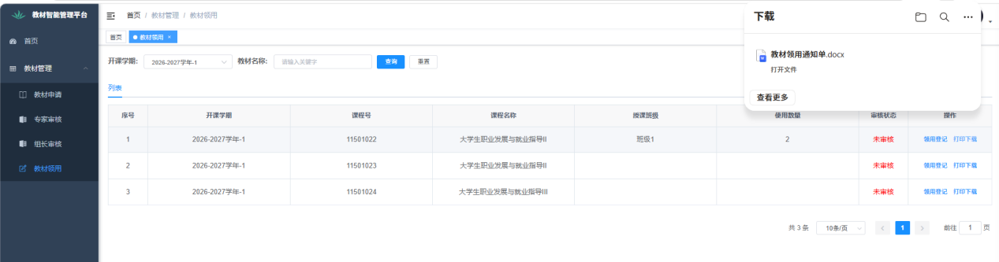 教材智能管理平台
首页 / 教材管理 / 教材领用
下载
首页
教材领用 ×
首页
教材管理
教材申请
专家审核
组长审核
教材领用
开课学期: 2026-2027学年-1 教材名称: 请输入关键字 查询 重置
教材领用通知单.docx
打开文件
查看更多
列表
序号 开课学期 课程号 课程名称 授课班级 使用数量 审核状态 操作
1 2026-2027学年-1 11501022 大学生职业发展与就业指导II 班级1 2 未审核 领用登记 打印下载
2 2026-2027学年-1 11501023 大学生职业发展与就业指导II 未审核 领用登记 打印下载
3 2026-2027学年-1 11501024 大学生职业发展与就业指导III 未审核 领用登记 打印下载
共 3 条 10条/页 < 1 > 前往 1 页